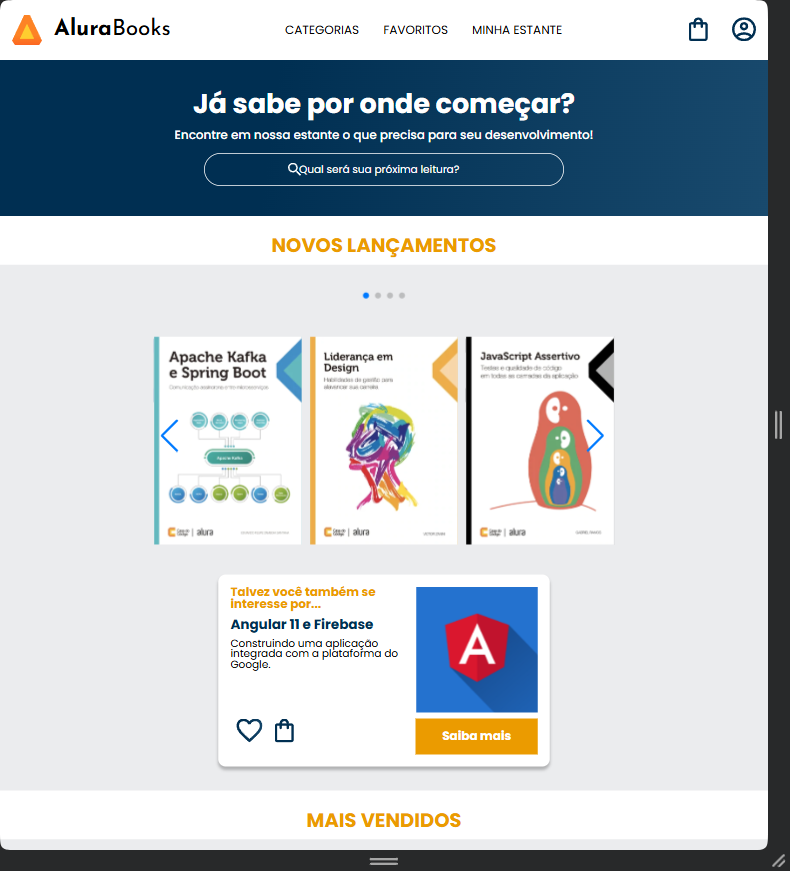 AluraBooks
CATEGORIAS
FAVORITOS
MINHA ESTANTE
Já sabe por onde começar?
Encontre em nossa estante o que precisa para seu desenvolvimento!
Qual será sua próxima leitura?
NOVOS LANÇAMENTOS
Apache Kafka
e Spring Boot
Comunicação assíncrona entre microsserviços
Apache Kafka
alura
Liderança em
Design
Habilidades de gestão para
alavancar sua carreira
alura
JavaScript Assertivo
Testes e qualidade de código
em todas as camadas da aplicação
alura
Talvez você também se
interesse por...
Angular 11 e Firebase
Construindo uma aplicação
integrada com a plataforma do
Google.
A
Saiba mais
MAIS VENDIDOS